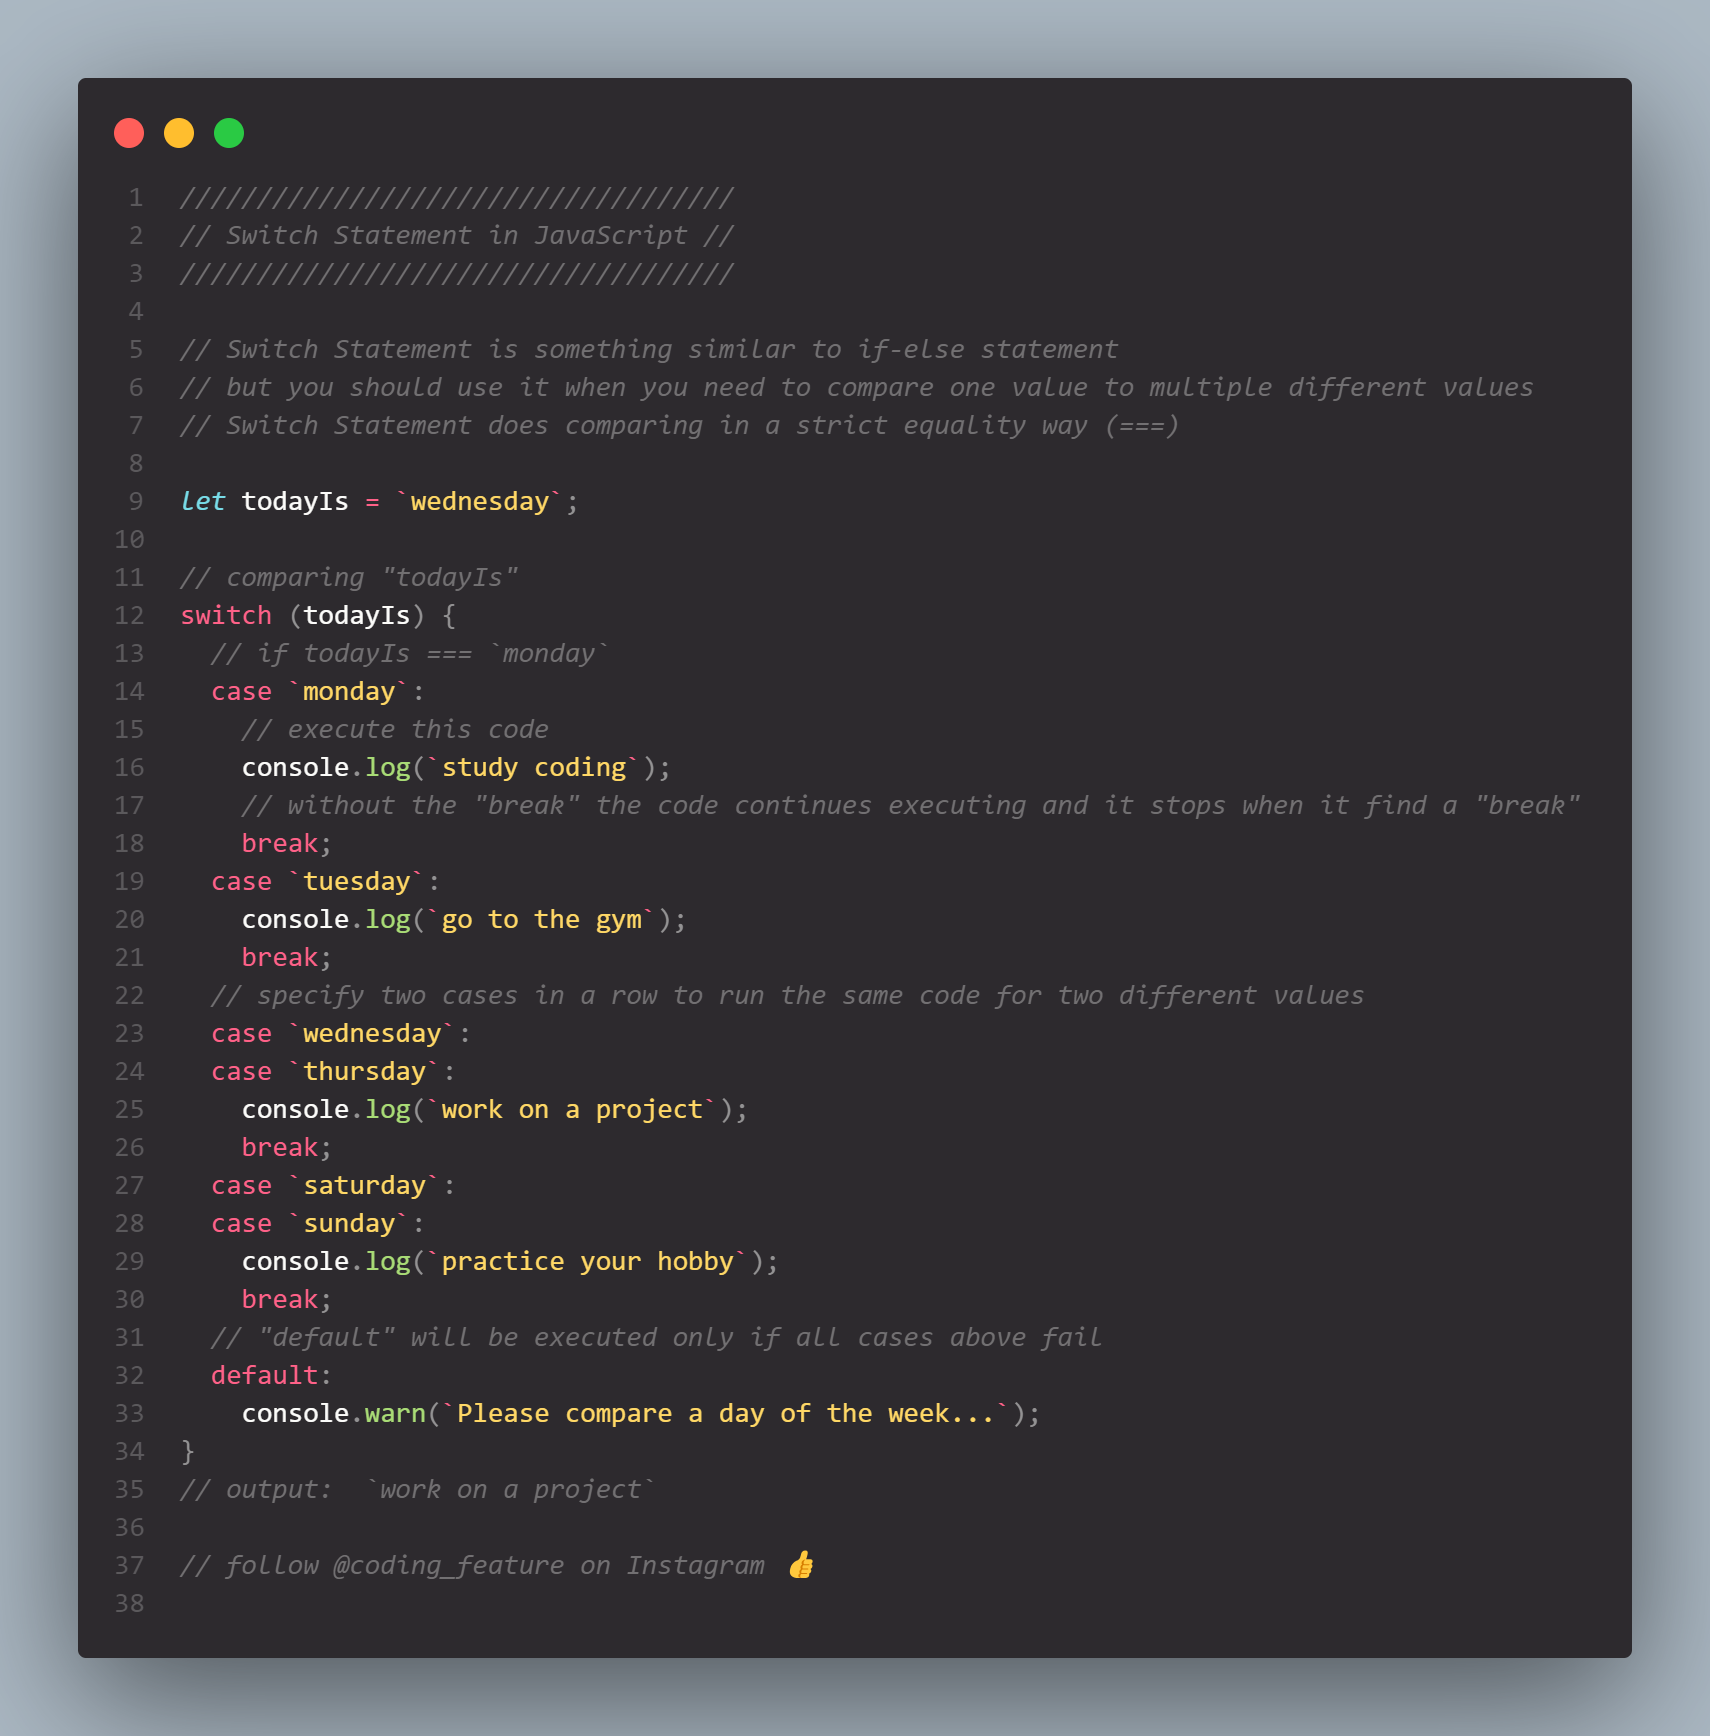 1 ////////////////////////////////////
2 // Switch Statement in JavaScript //
3 ////////////////////////////////////
4
5 // Switch Statement is something similar to if-else statement
6 // but you should use it when you need to compare one value to multiple different values
7 // Switch Statement does comparing in a strict equality way (===)
8
9 let todayIs = `wednesday`;
10
11 // comparing "todayIs"
12 switch (todayIs) {
13   // if todayIs === `monday`
14   case `monday`:
15     // execute this code
16     console.log(`study coding`);
17     // without the "break" the code continues executing and it stops when it find a "break"
18     break;
19   case `tuesday`:
20     console.log(`go to the gym`);
21     break;
22   // specify two cases in a row to run the same code for two different values
23   case `wednesday`:
24   case `thursday`:
25     console.log(`work on a project`);
26     break;
27   case `saturday`:
28   case `sunday`:
29     console.log(`practice your hobby`);
30     break;
31   // "default" will be executed only if all cases above fail
32   default:
33     console.warn(`Please compare a day of the week...`);
34 }
35 // output:  `work on a project`
36
37 // follow @coding_feature on Instagram 👍
38